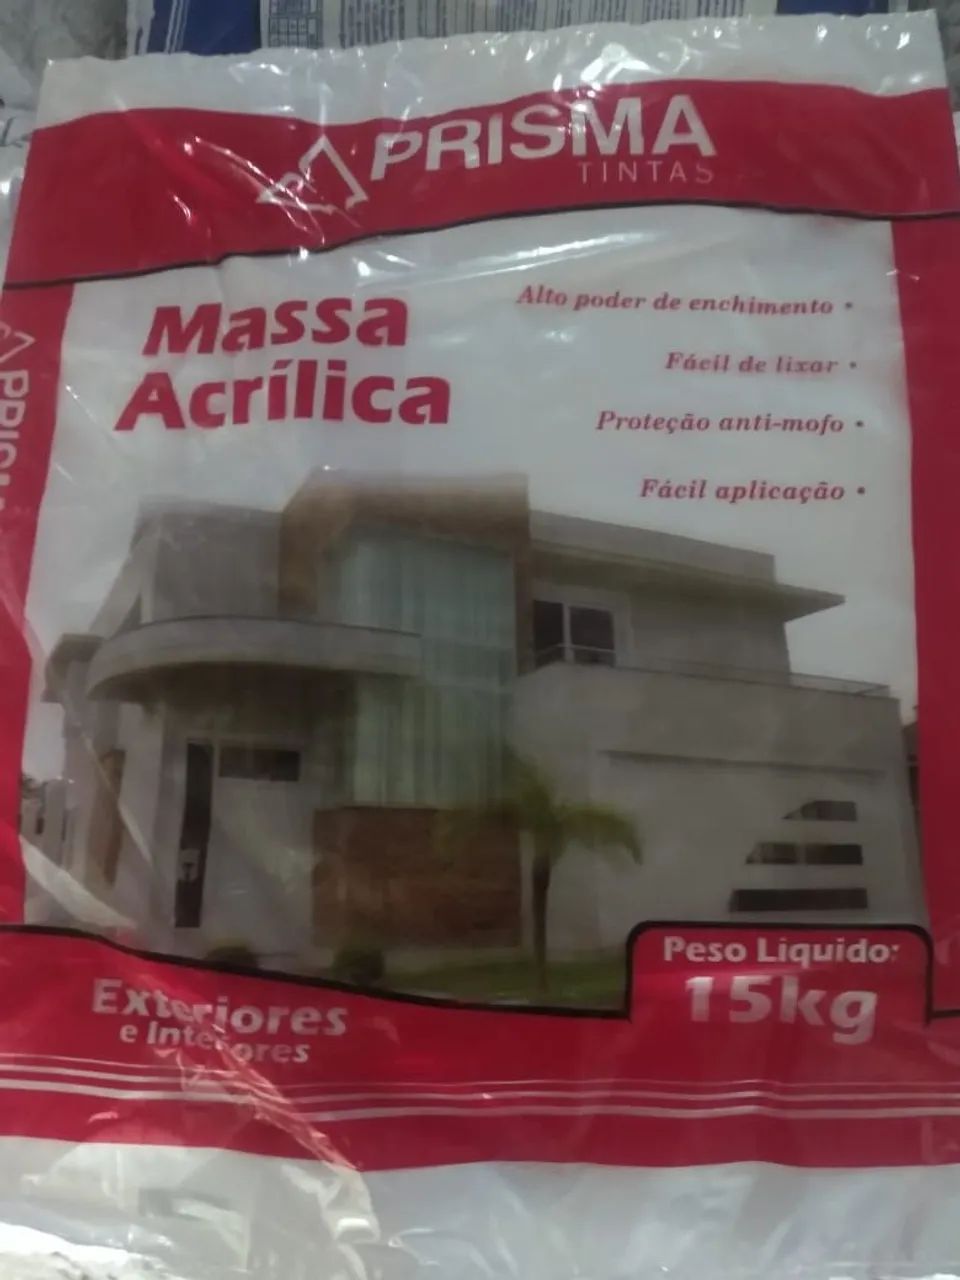 PRISMA
TINTAS
Massa
Acrílica
Alto poder de enchimento •
Fácil de lixar •
Proteção anti-mofo •
Fácil aplicação •
PRISMA
Exteriores
e Interiores
Peso Líquido:
15kg